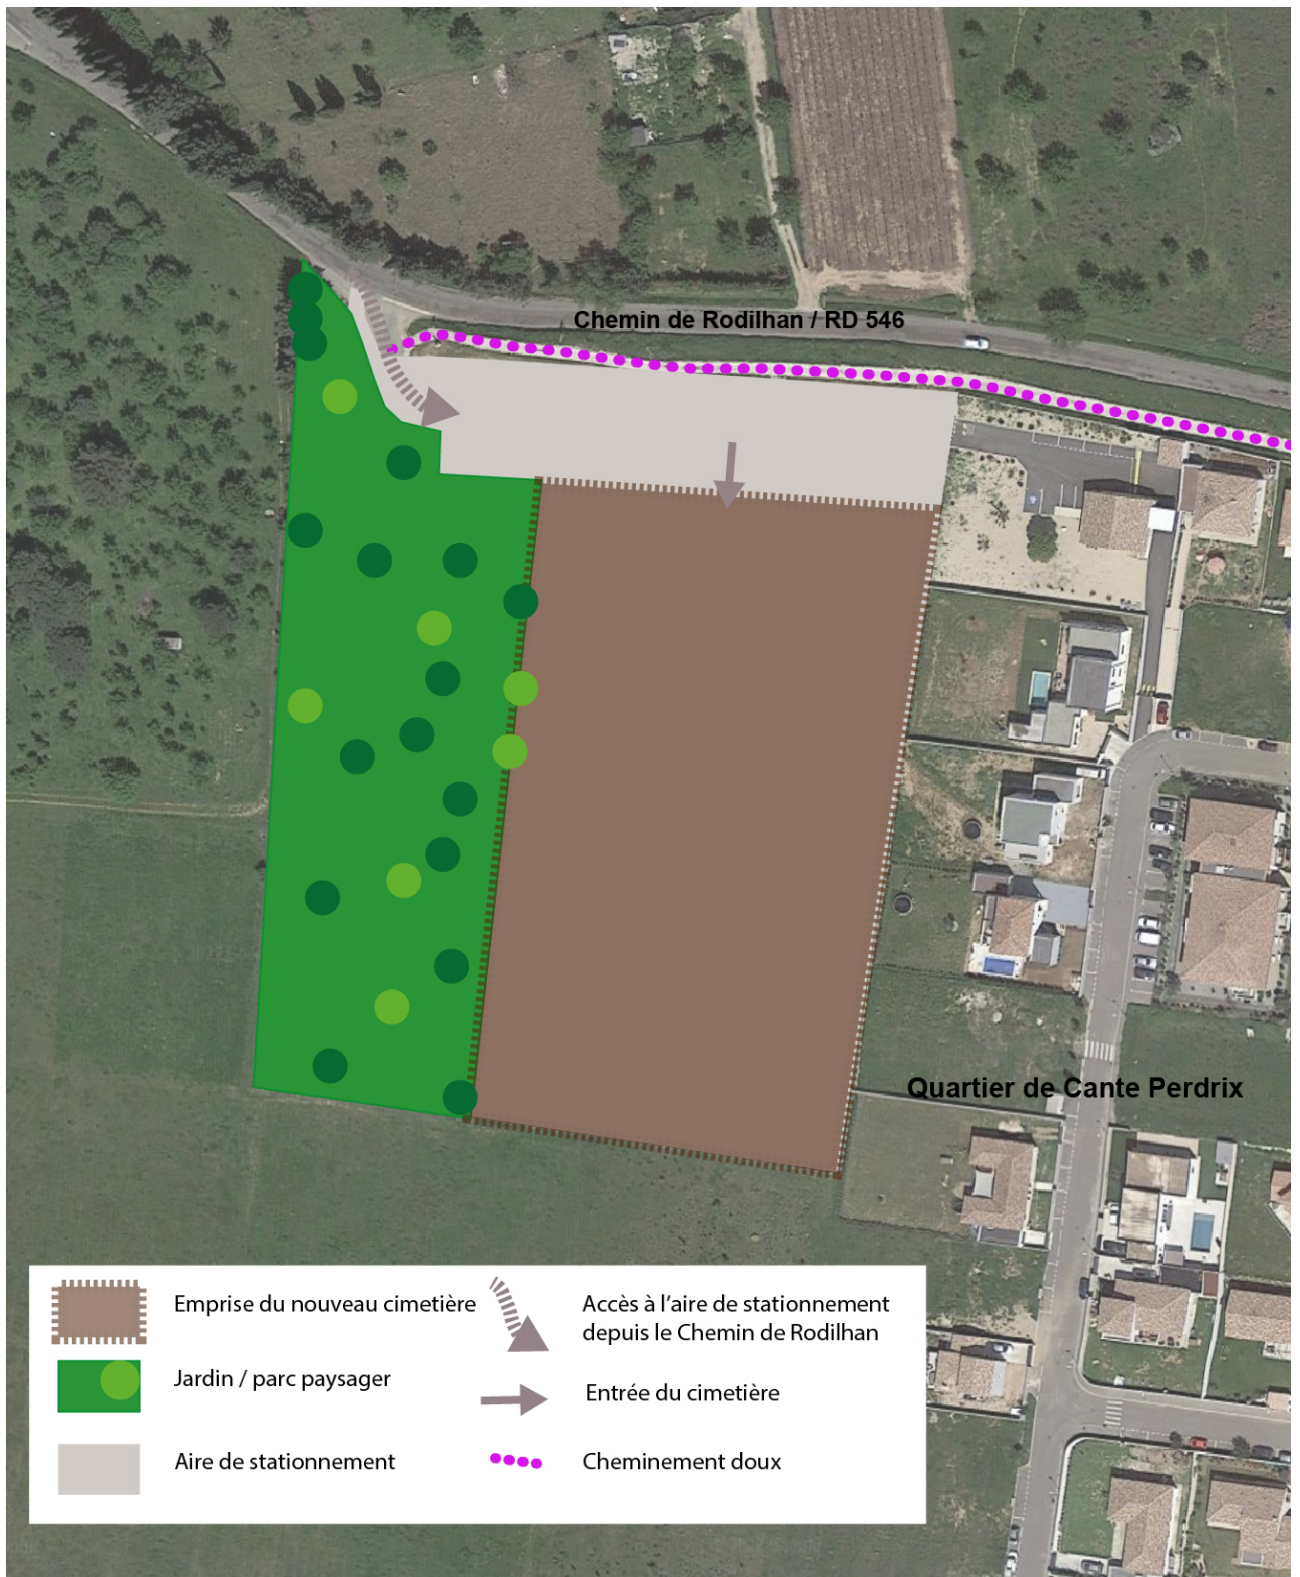 Chemin de Rodilhan / RD 546
Quartier de Cante Perdrix
Emprise du nouveau cimetière
Jardin / parc paysager
Aire de stationnement
Accès à l'aire de stationnement
depuis le Chemin de Rodilhan
Entrée du cimetière
Cheminement doux